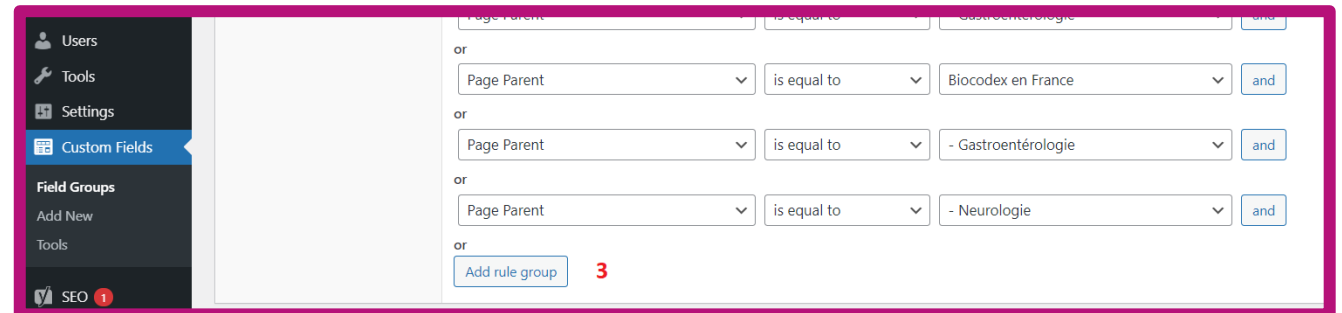 Users
Tools
Settings
Custom Fields
Field Groups
Add New
Tools
SEO 1
Page Parent is equal to - Gastroentérologie
or
Page Parent is equal to Biocodex en France and
or
Page Parent is equal to - Gastroentérologie and
or
Page Parent is equal to - Neurologie and
or
Add rule group 3